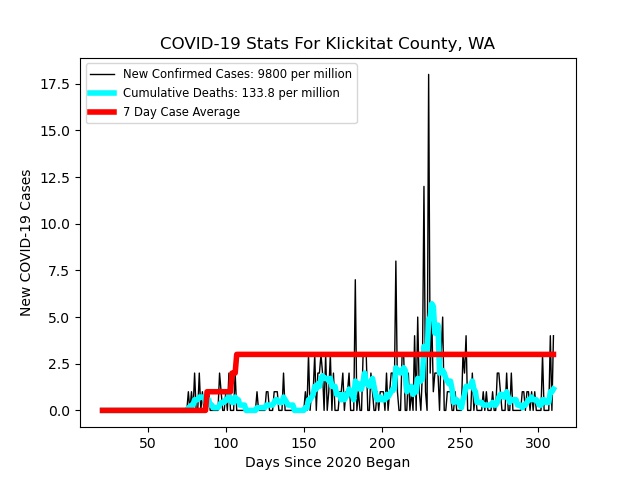 COVID-19 Stats For Klickitat County, WA
New Confirmed Cases: 9800 per million
Cumulative Deaths: 133.8 per million
7 Day Case Average
17.5
15.0
12.5
10.0
7.5
5.0
2.5
0.0
New COVID-19 Cases
50 100 150 200 250 300
Days Since 2020 Began